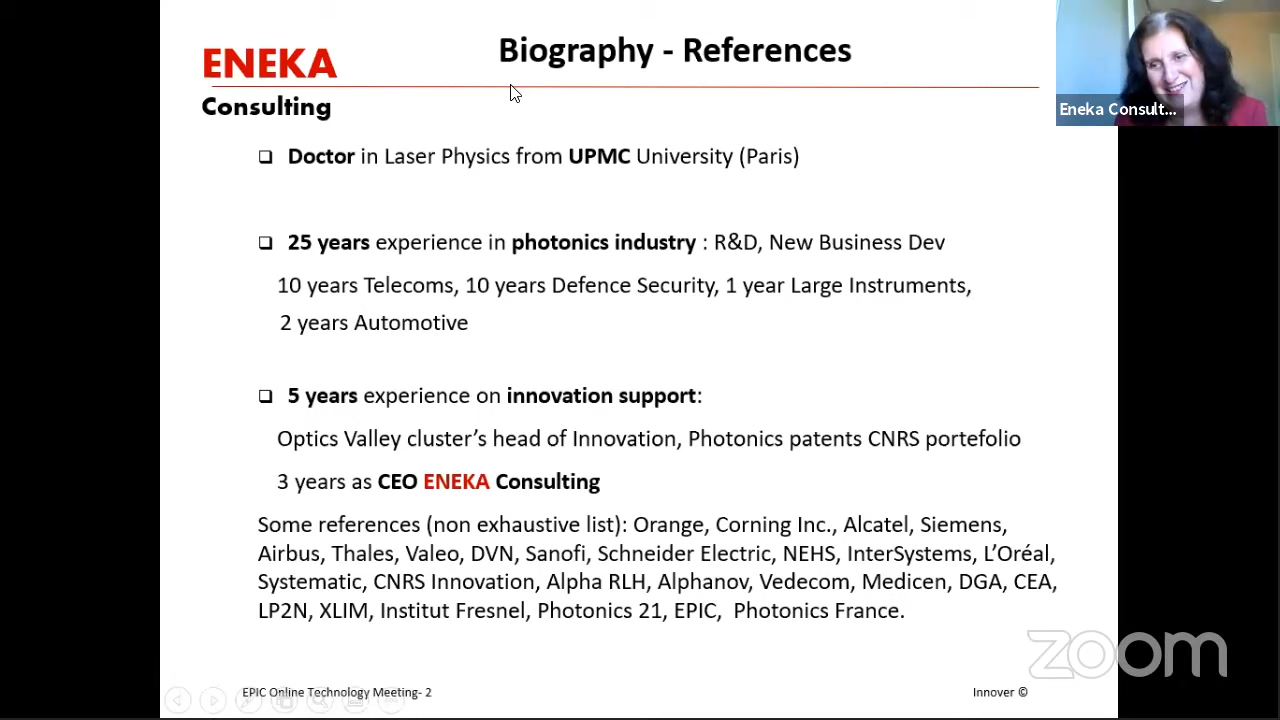 Biography - References
ENEKA
Consulting
Eneka Consult...
Doctor in Laser Physics from UPMC University (Paris)
25 years experience in photonics industry : R&D, New Business Dev
10 years Telecoms, 10 years Defence Security, 1 year Large Instruments,
2 years Automotive
5 years experience on innovation support:
Optics Valley cluster’s head of Innovation, Photonics patents CNRS portefolio
3 years as CEO ENEKA Consulting
Some references (non exhaustive list): Orange, Corning Inc., Alcatel, Siemens,
Airbus, Thales, Valeo, DVN, Sanofi, Schneider Electric, NEHS, InterSystems, L’Oréal,
Systematic, CNRS Innovation, Alpha RLH, Alphanov, Vedecom, Medicen, DGA, CEA,
LP2N, XLIM, Institut Fresnel, Photonics 21, EPIC, Photonics France.
zoom
EPIC Online Technology Meeting- 2
Innover ©